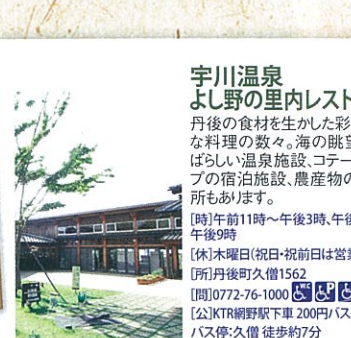 宇川温泉
よし野の里内レスト
丹後の食材を生かした彩
な料理の数々。海の眺望
ばらしい温泉施設、コテー
プの宿泊施設、農産物の
所もあります。
[時]午前11時〜午後3時、午後
午後9時
[休]木曜日(祝日・祝前日は営業
[所]丹後町久僧1562
[問]0772-76-1000
[公]KTR網野駅下車 200円バス
バス停:久僧 徒歩約7分